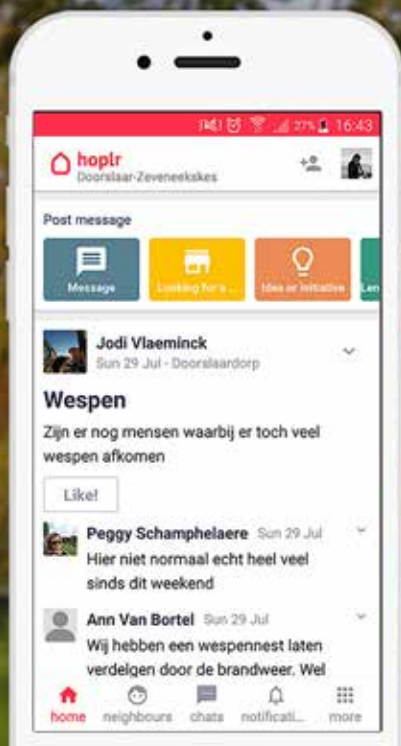 27% 16:43
hoplr
Doorslaar-Zeveneekskes
Post message
Message
Looking for a ...
Idea or initiative
Len
Jodi Vlaeminck
Sun 29 Jul - Doorslaardorp
Wespen
Zijn er nog mensen waarbij er toch veel
wespen afkomen
Like!
Peggy Schamphelaere Sun 29 Jul
Hier niet normaal echt heel veel
sinds dit weekend
Ann Van Bortel Sun 29 Jul
Wij hebben een wespennest laten
verdelgen door de brandweer. Wel
home neighbours chats notificati... more